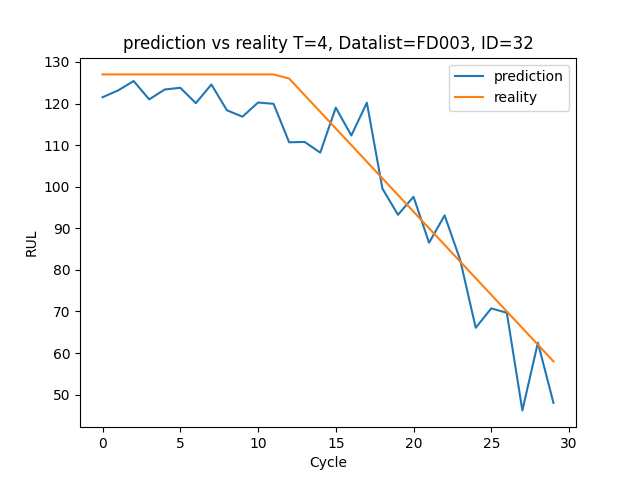 prediction vs reality T=4, Datalist=FD003, ID=32
prediction
reality
130
120
110
100
90
80
70
60
50
RUL
0 5 10 15 20 25 30
Cycle